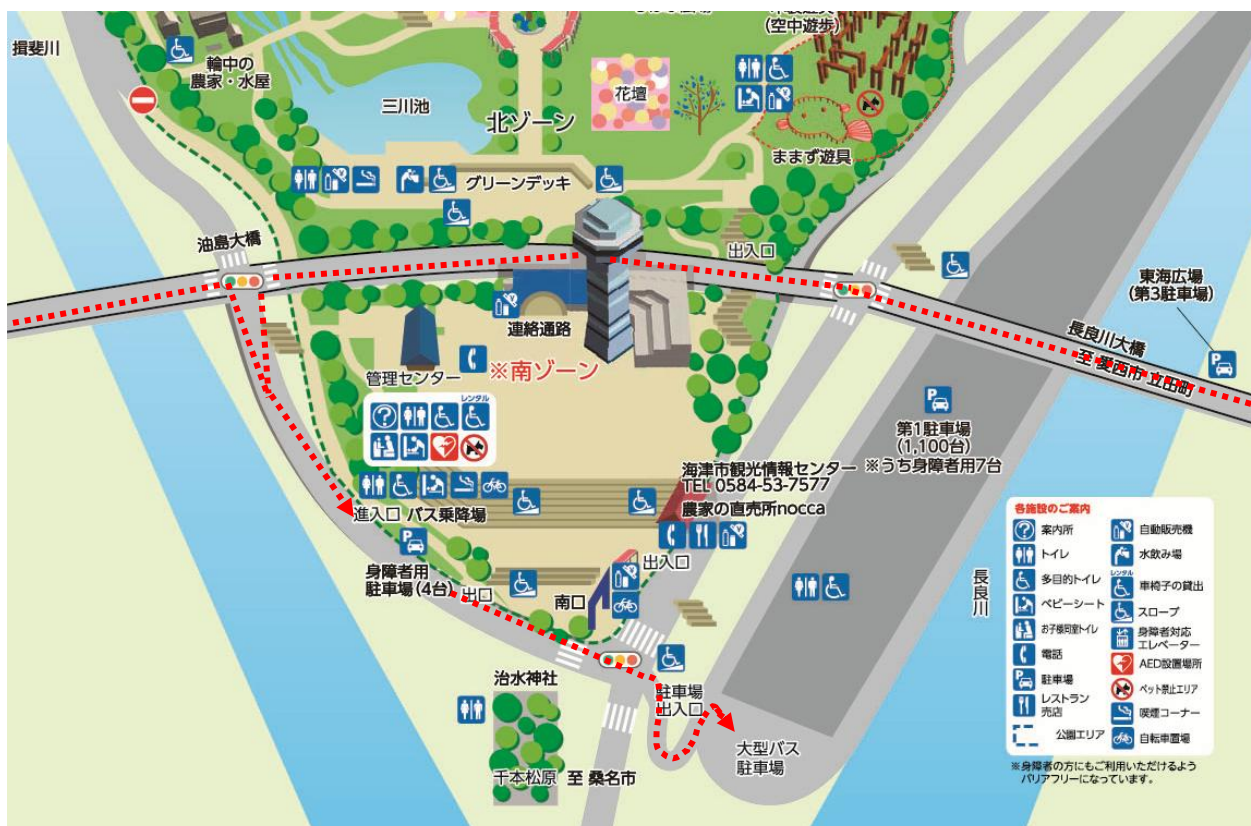 (空中遊歩)
揖斐川
輪中の
農家・水屋
三川池
北ゾーン
花壇
ままず遊具
グリーンデッキ
油島大橋
出入口
東海広場
(第3駐車場)
連絡通路
長良川大橋
至 愛西市 立田町
管理センター
※南ゾーン
レンタル
第1駐車場
(1,100台)
※うち身障者用7台
海津市観光情報センター
TEL 0584-53-7577
農家の直売所nocca
進入口
バス乗降場
出入口
身障者用
駐車場(4台)
出口
南口
長良川
治水神社
駐車場
出入口
大型バス
駐車場
千本松原
至 桑名市
各施設のご案内
案内所
トイレ
多目的トイレ
ベビーシート
お子様同室トイレ
電話
駐車場
レストラン
売店
公園エリア
自動販売機
水飲み場
レンタル
車椅子の貸出
スロープ
身障者対応
エレベーター
AED設置場所
ペット禁止エリア
喫煙コーナー
自転車置場
※身障者の方にもご利用いただけるよう
バリアフリーになっています。